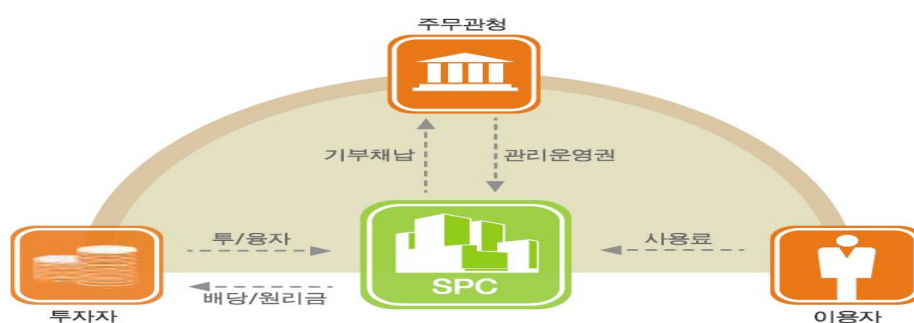 주무관청
기부채납
관리운영권
투/융자
사용료
SPC
배당/원리금
투자자
이용자